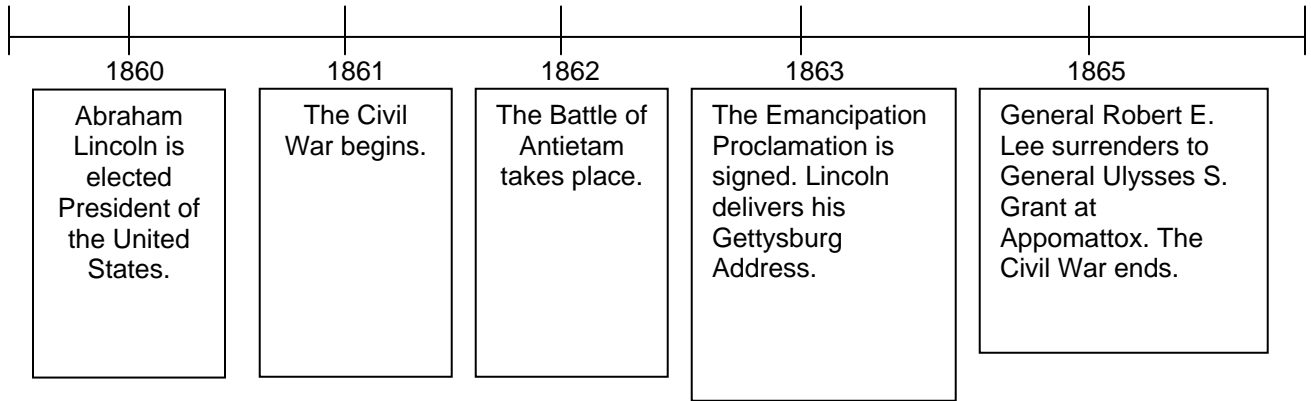 1860
1861
1862
1863
1865
Abraham
Lincoln is
elected
President of
the United
States.
The Civil
War begins.
The Battle of
Antietam
takes place.
The Emancipation
Proclamation is
signed. Lincoln
delivers his
Gettysburg
Address.
General Robert E.
Lee surrenders to
General Ulysses S.
Grant at
Appomattox. The
Civil War ends.